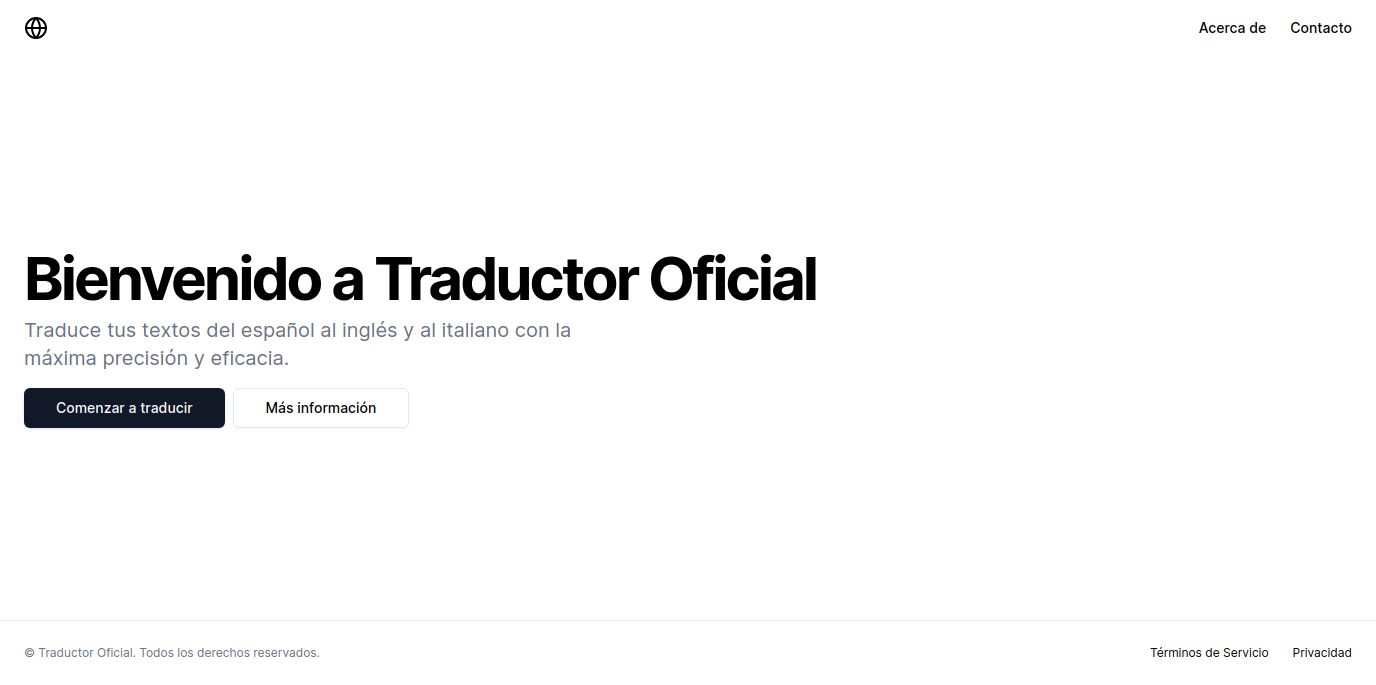 Acerca de
Contacto
Bienvenido a Traductor Oficial
Traduce tus textos del español al inglés y al italiano con la
máxima precisión y eficacia.
Comenzar a traducir
Más información
© Traductor Oficial. Todos los derechos reservados.
Términos de Servicio
Privacidad